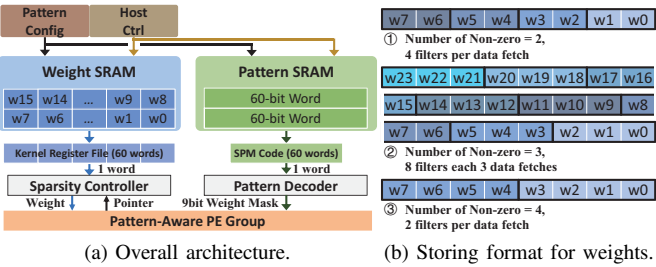 Pattern
Config
Host
Ctrl
Weight SRAM
w15 w14 ... w9 w8
w7 w6 ... w1 w0
Kernel Register File (60 words)
1 word
Sparsity Controller
Weight Pointer
Pattern SRAM
60-bit Word
60-bit Word
SPM Code (60 words)
1 word
Pattern Decoder
9bit Weight Mask
Pattern-Aware PE Group
(a) Overall architecture.
w7 w6 w5 w4 w3 w2 w1 w0
① Number of Non-zero = 2,
4 filters per data fetch
w23 w22 w21 w20 w19 w18 w17 w16
w15 w14 w13 w12 w11 w10 w9 w8
w7 w6 w5 w4 w3 w2 w1 w0
② Number of Non-zero = 3,
8 filters each 3 data fetches
w7 w6 w5 w4 w3 w2 w1 w0
③ Number of Non-zero = 4,
2 filters per data fetch
(b) Storing format for weights.